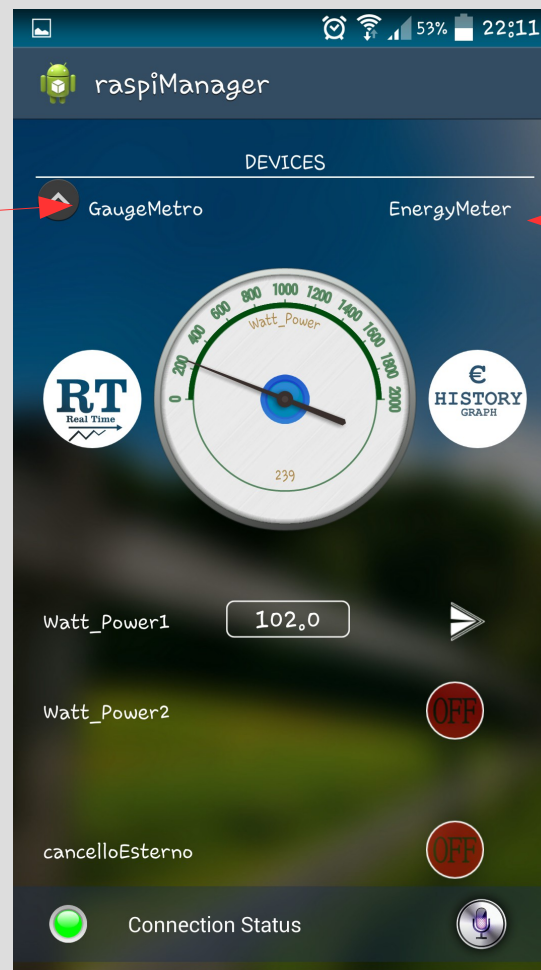 53% 22:11
raspiManager
DEVICES
GaugeMetro EnergyMeter
0 200 400 600 800 1000 1200 1400 1600 1800 2000
Watt_Power
RT
Real Time
€
HISTORY
GRAPH
239
Watt_Power1 102.0
Watt_Power2 OFF
cancelloEsterno OFF
Connection Status